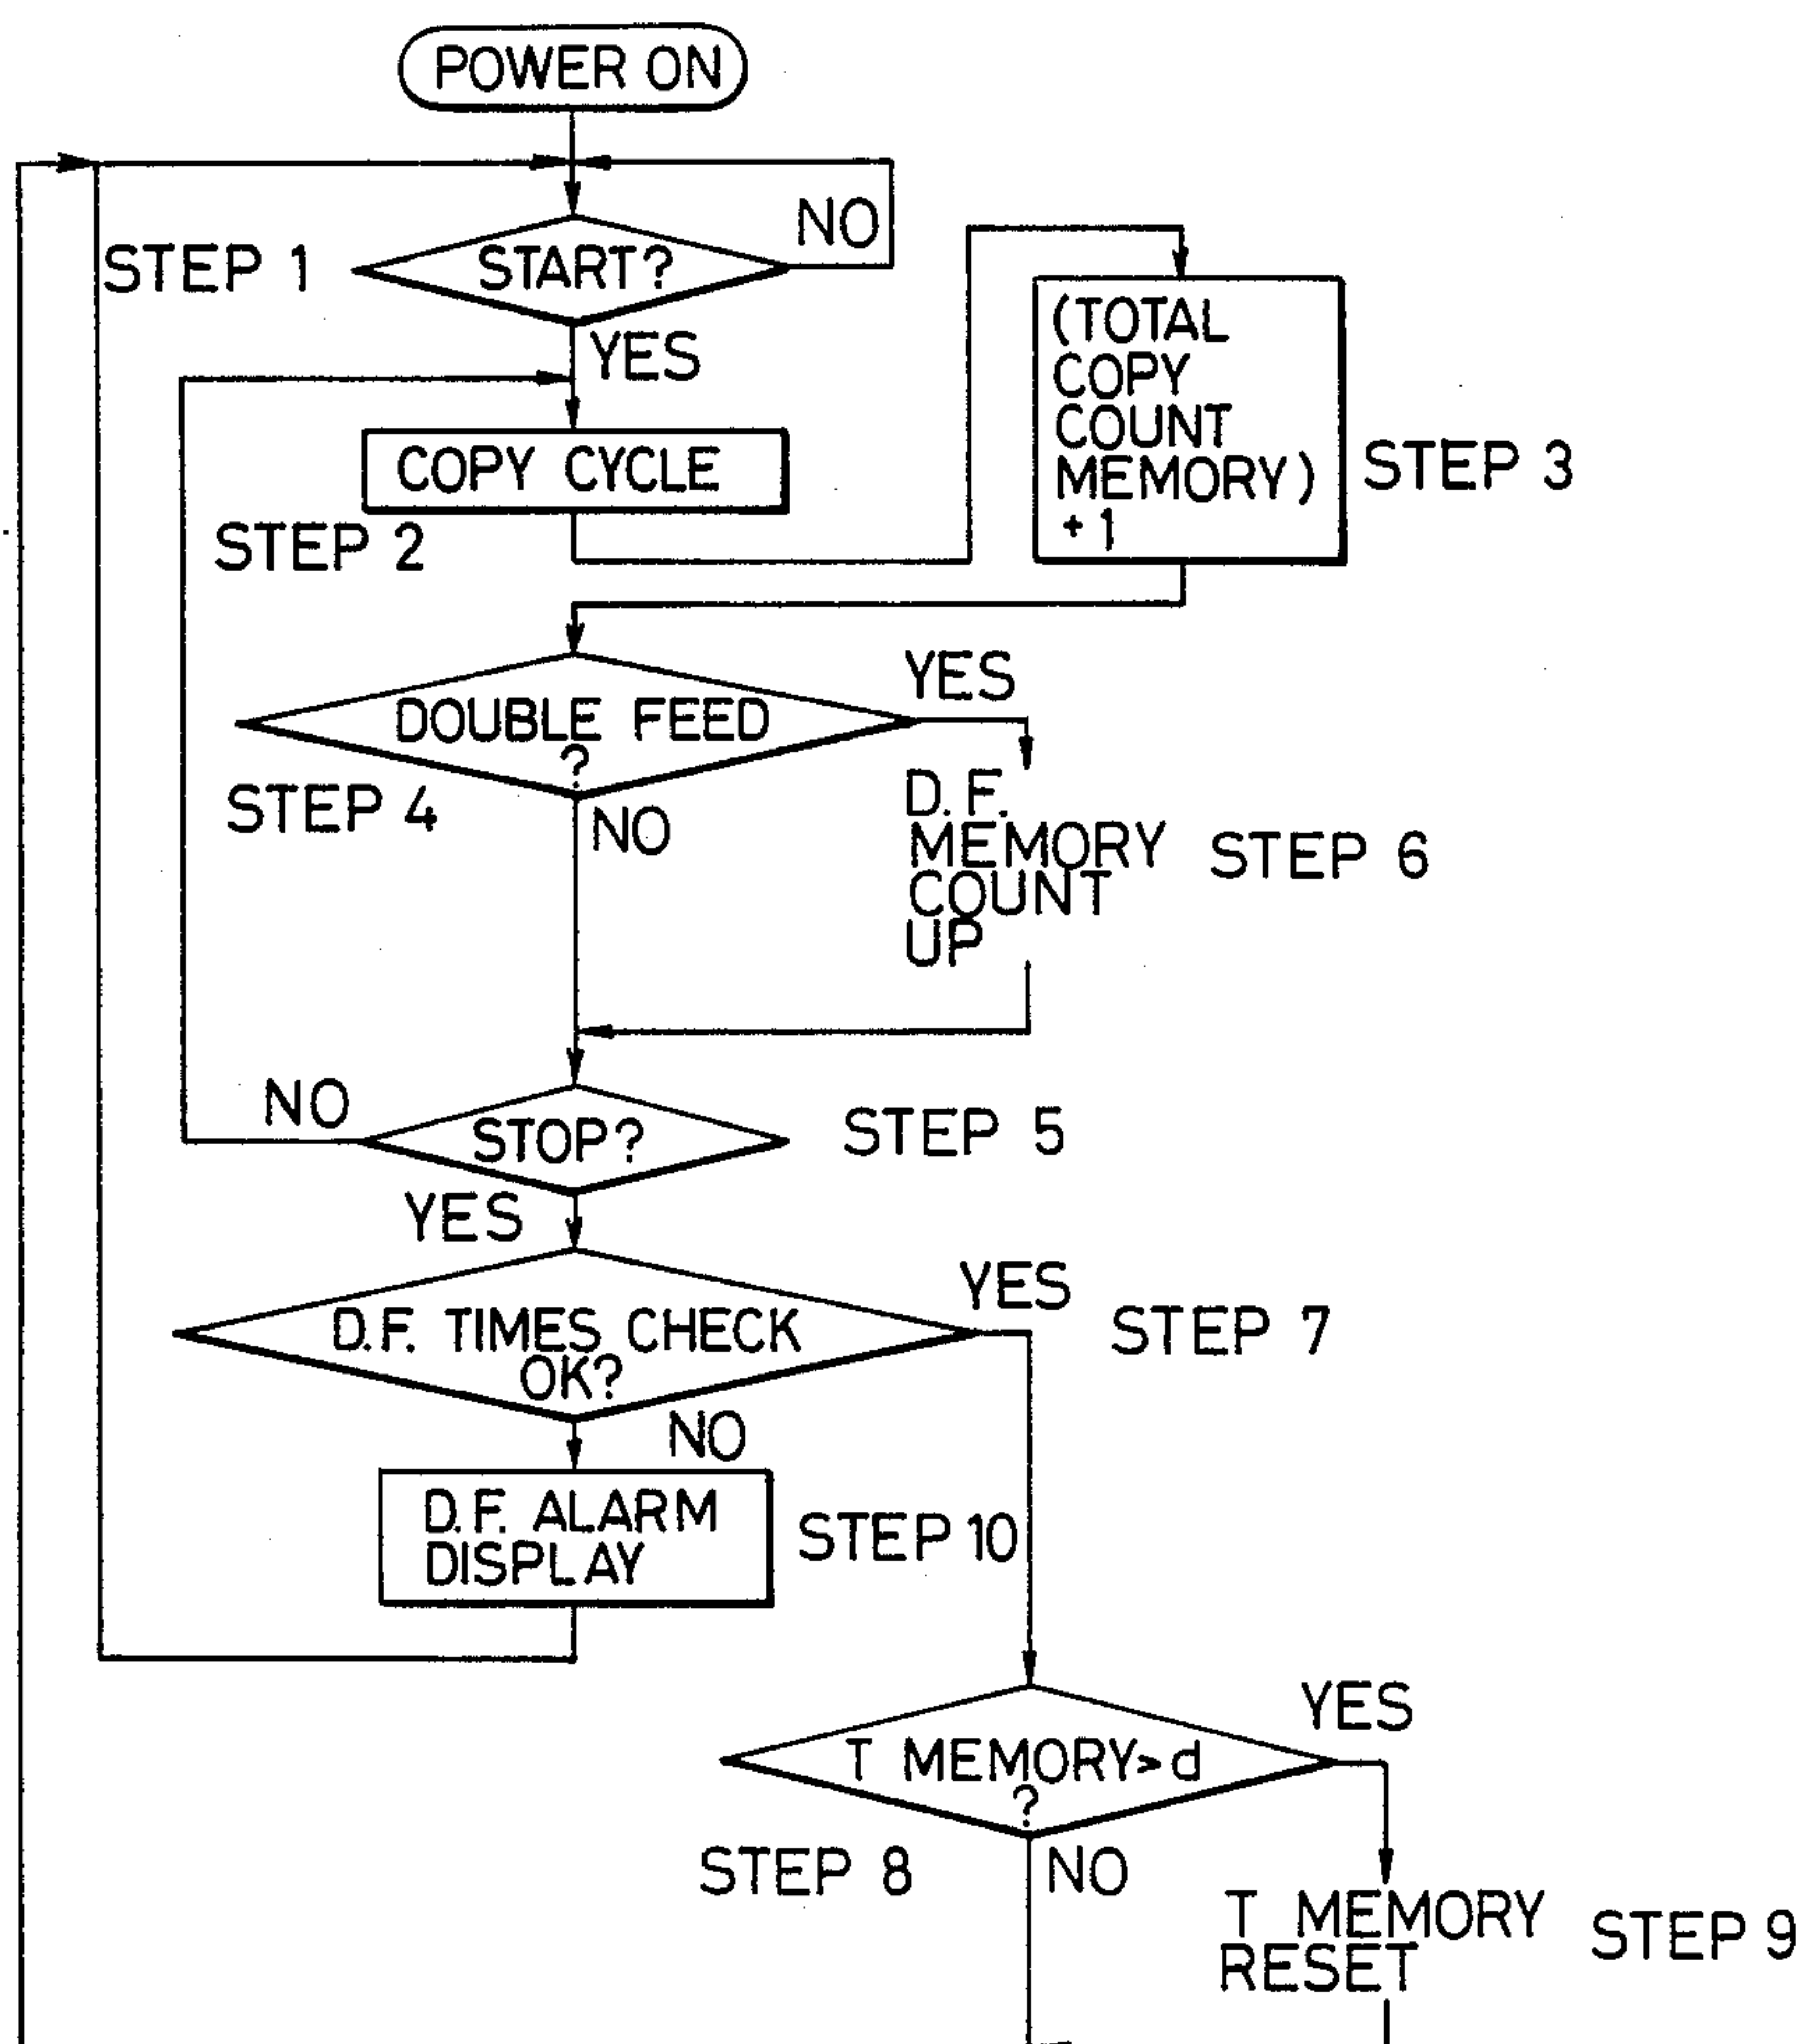 POWER ON
NO
STEP 1
START?
YES
(TOTAL
COPY
COUNT
MEMORY)
+1
STEP 3
COPY CYCLE
STEP 2
YES
DOUBLE FEED
?
STEP 4
NO
D.F.
MEMORY
COUNT
UP
STEP 6
NO
STOP?
STEP 5
YES
YES
D.F. TIMES CHECK
OK?
STEP 7
NO
D.F. ALARM
DISPLAY
STEP 10
YES
T MEMORY>d
?
STEP 8
NO
T MEMORY
RESET
STEP 9